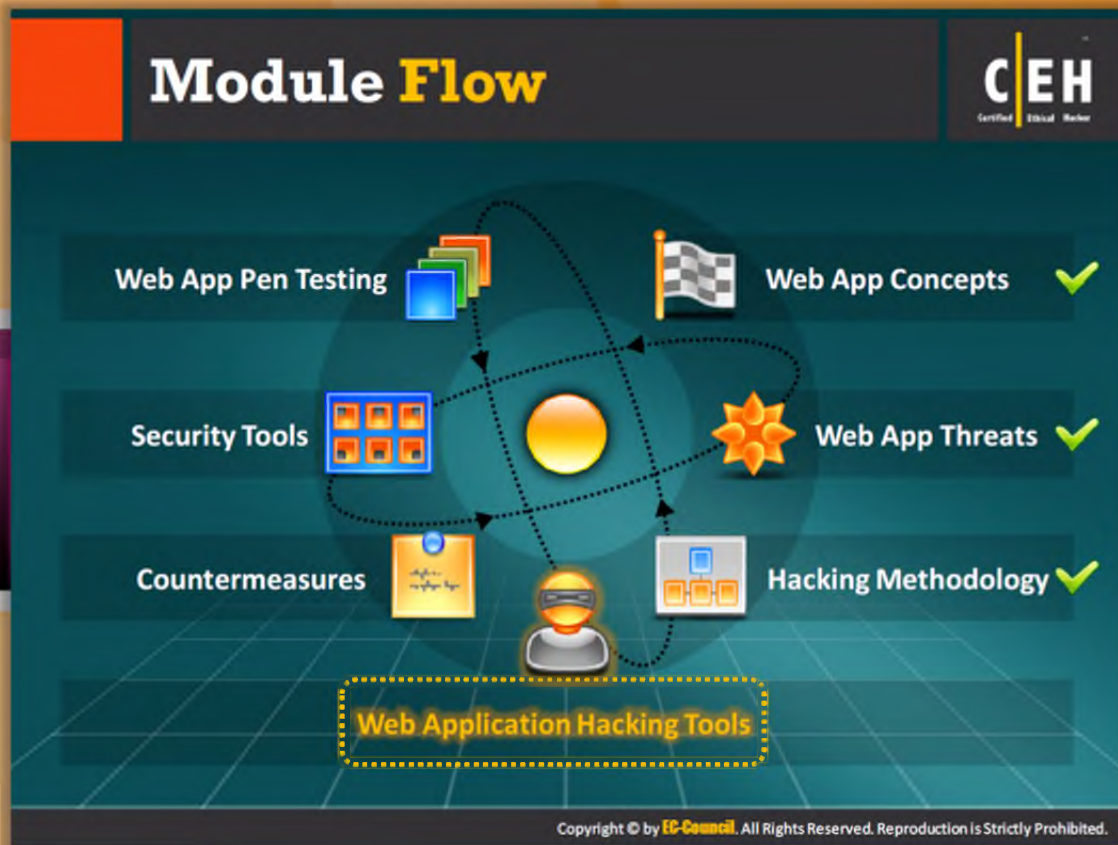 Module Flow
CEH
Certified Ethical Hacker
Web App Pen Testing
Web App Concepts
Security Tools
Web App Threats
Countermeasures
Hacking Methodology
Web Application Hacking Tools
Copyright © by EC-Council. All Rights Reserved. Reproduction is Strictly Prohibited.